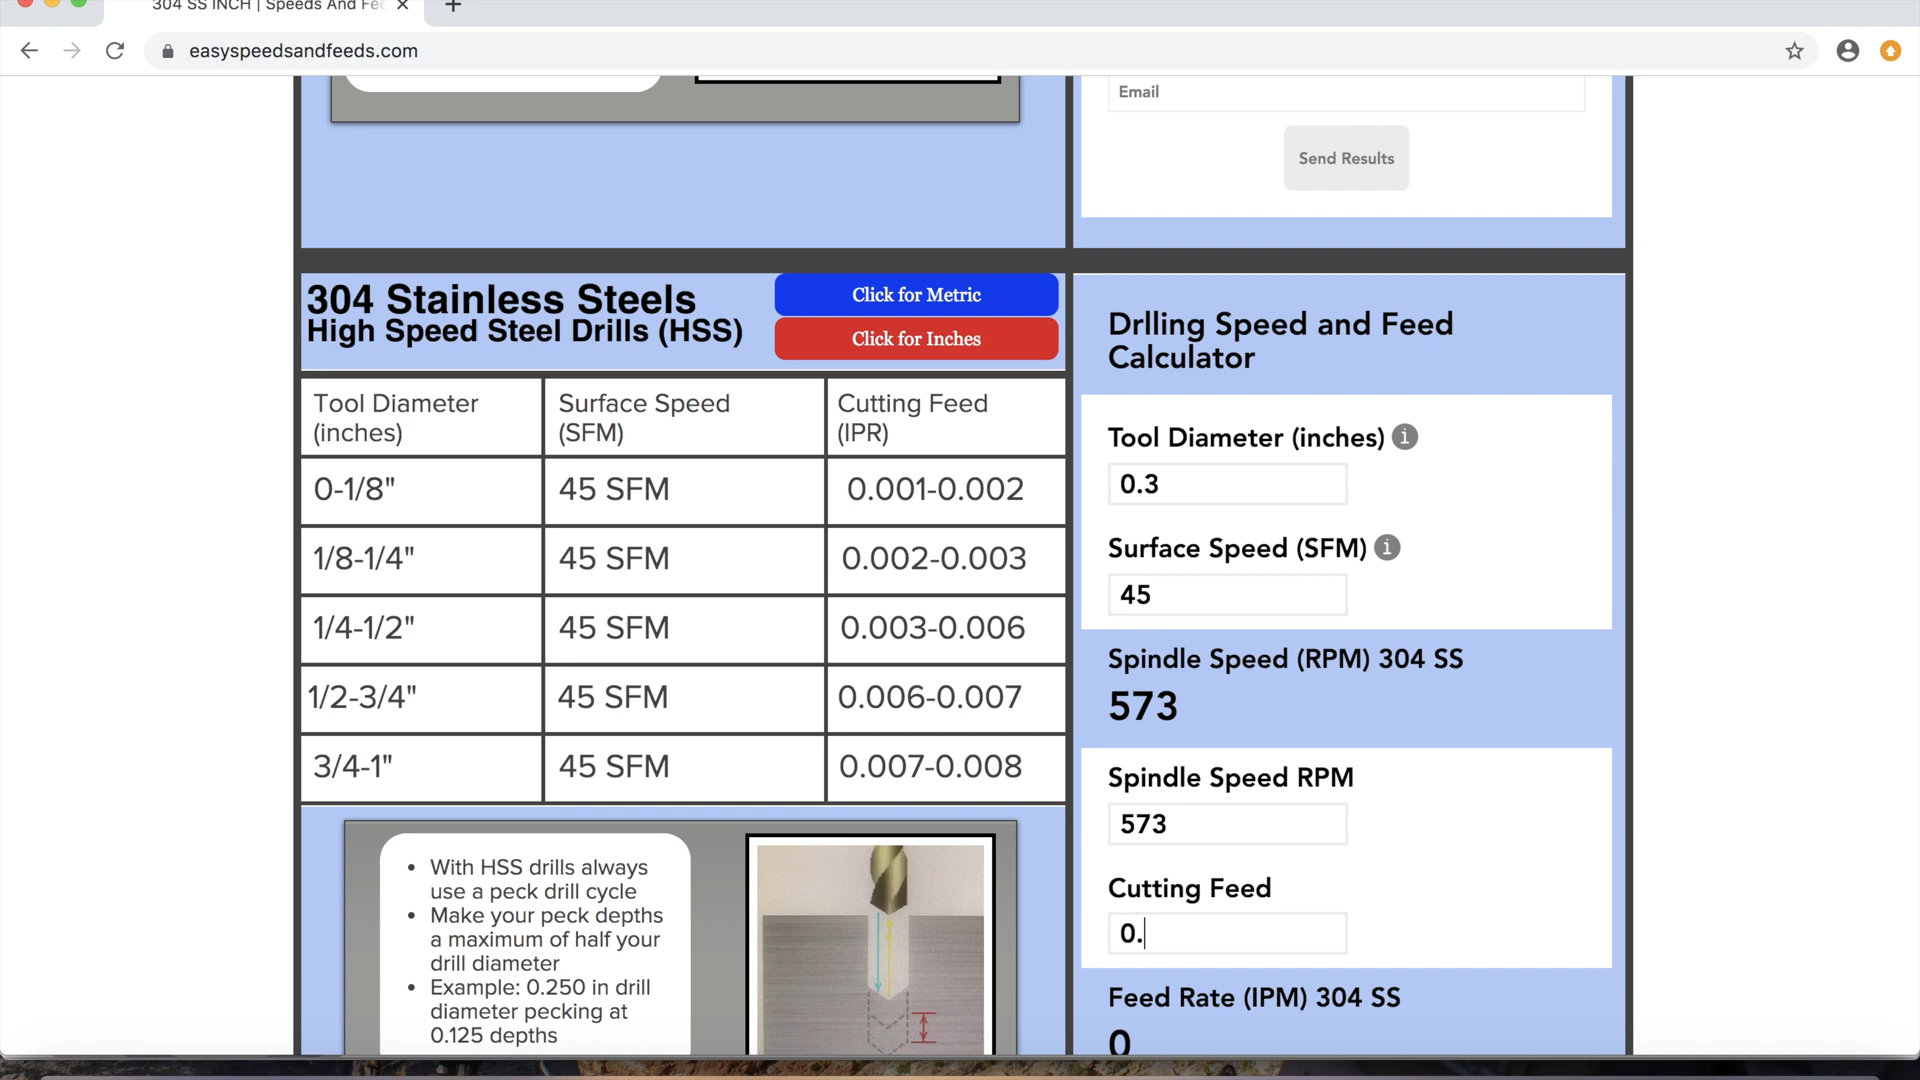 304 SS INCH | Speeds And Fee
easyspeedsandfeeds.com
Email
Send Results
304 Stainless Steels
High Speed Steel Drills (HSS)
Click for Metric
Click for Inches
Tool Diameter (inches)
Surface Speed (SFM)
Cutting Feed (IPR)
0-1/8" 45 SFM 0.001-0.002
1/8-1/4" 45 SFM 0.002-0.003
1/4-1/2" 45 SFM 0.003-0.006
1/2-3/4" 45 SFM 0.006-0.007
3/4-1" 45 SFM 0.007-0.008
• With HSS drills always
use a peck drill cycle
• Make your peck depths
a maximum of half your
drill diameter
• Example: 0.250 in drill
diameter pecking at
0.125 depths
Drlling Speed and Feed
Calculator
Tool Diameter (inches) i
0.3
Surface Speed (SFM) i
45
Spindle Speed (RPM) 304 SS
573
Spindle Speed RPM
573
Cutting Feed
0.
Feed Rate (IPM) 304 SS
0